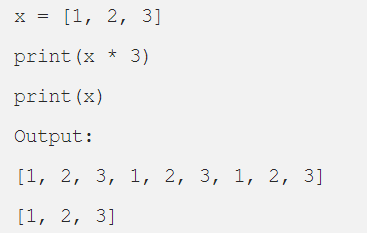 x = [1, 2, 3]
print(x * 3)
print(x)
Output:
[1, 2, 3, 1, 2, 3, 1, 2, 3]
[1, 2, 3]